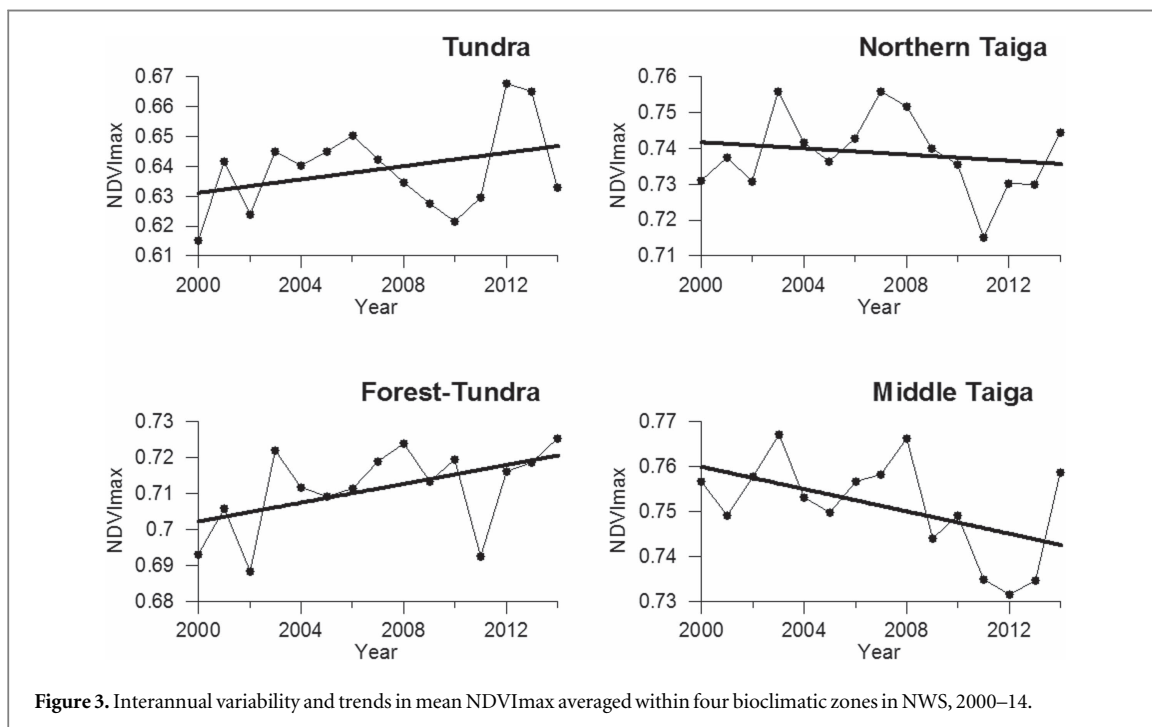 Tundra
0.67
0.66
0.65
0.64
0.63
0.62
0.61
NDVImax
2000 2004 2008 2012
Year
Northern Taiga
0.76
0.75
0.74
0.73
0.72
0.71
NDVImax
2000 2004 2008 2012
Year
Forest-Tundra
0.73
0.72
0.71
0.7
0.69
0.68
NDVImax
2000 2004 2008 2012
Year
Middle Taiga
0.77
0.76
0.75
0.74
0.73
NDVImax
2000 2004 2008 2012
Year
Figure 3. Interannual variability and trends in mean NDVImax averaged within four bioclimatic zones in NWS, 2000–14.